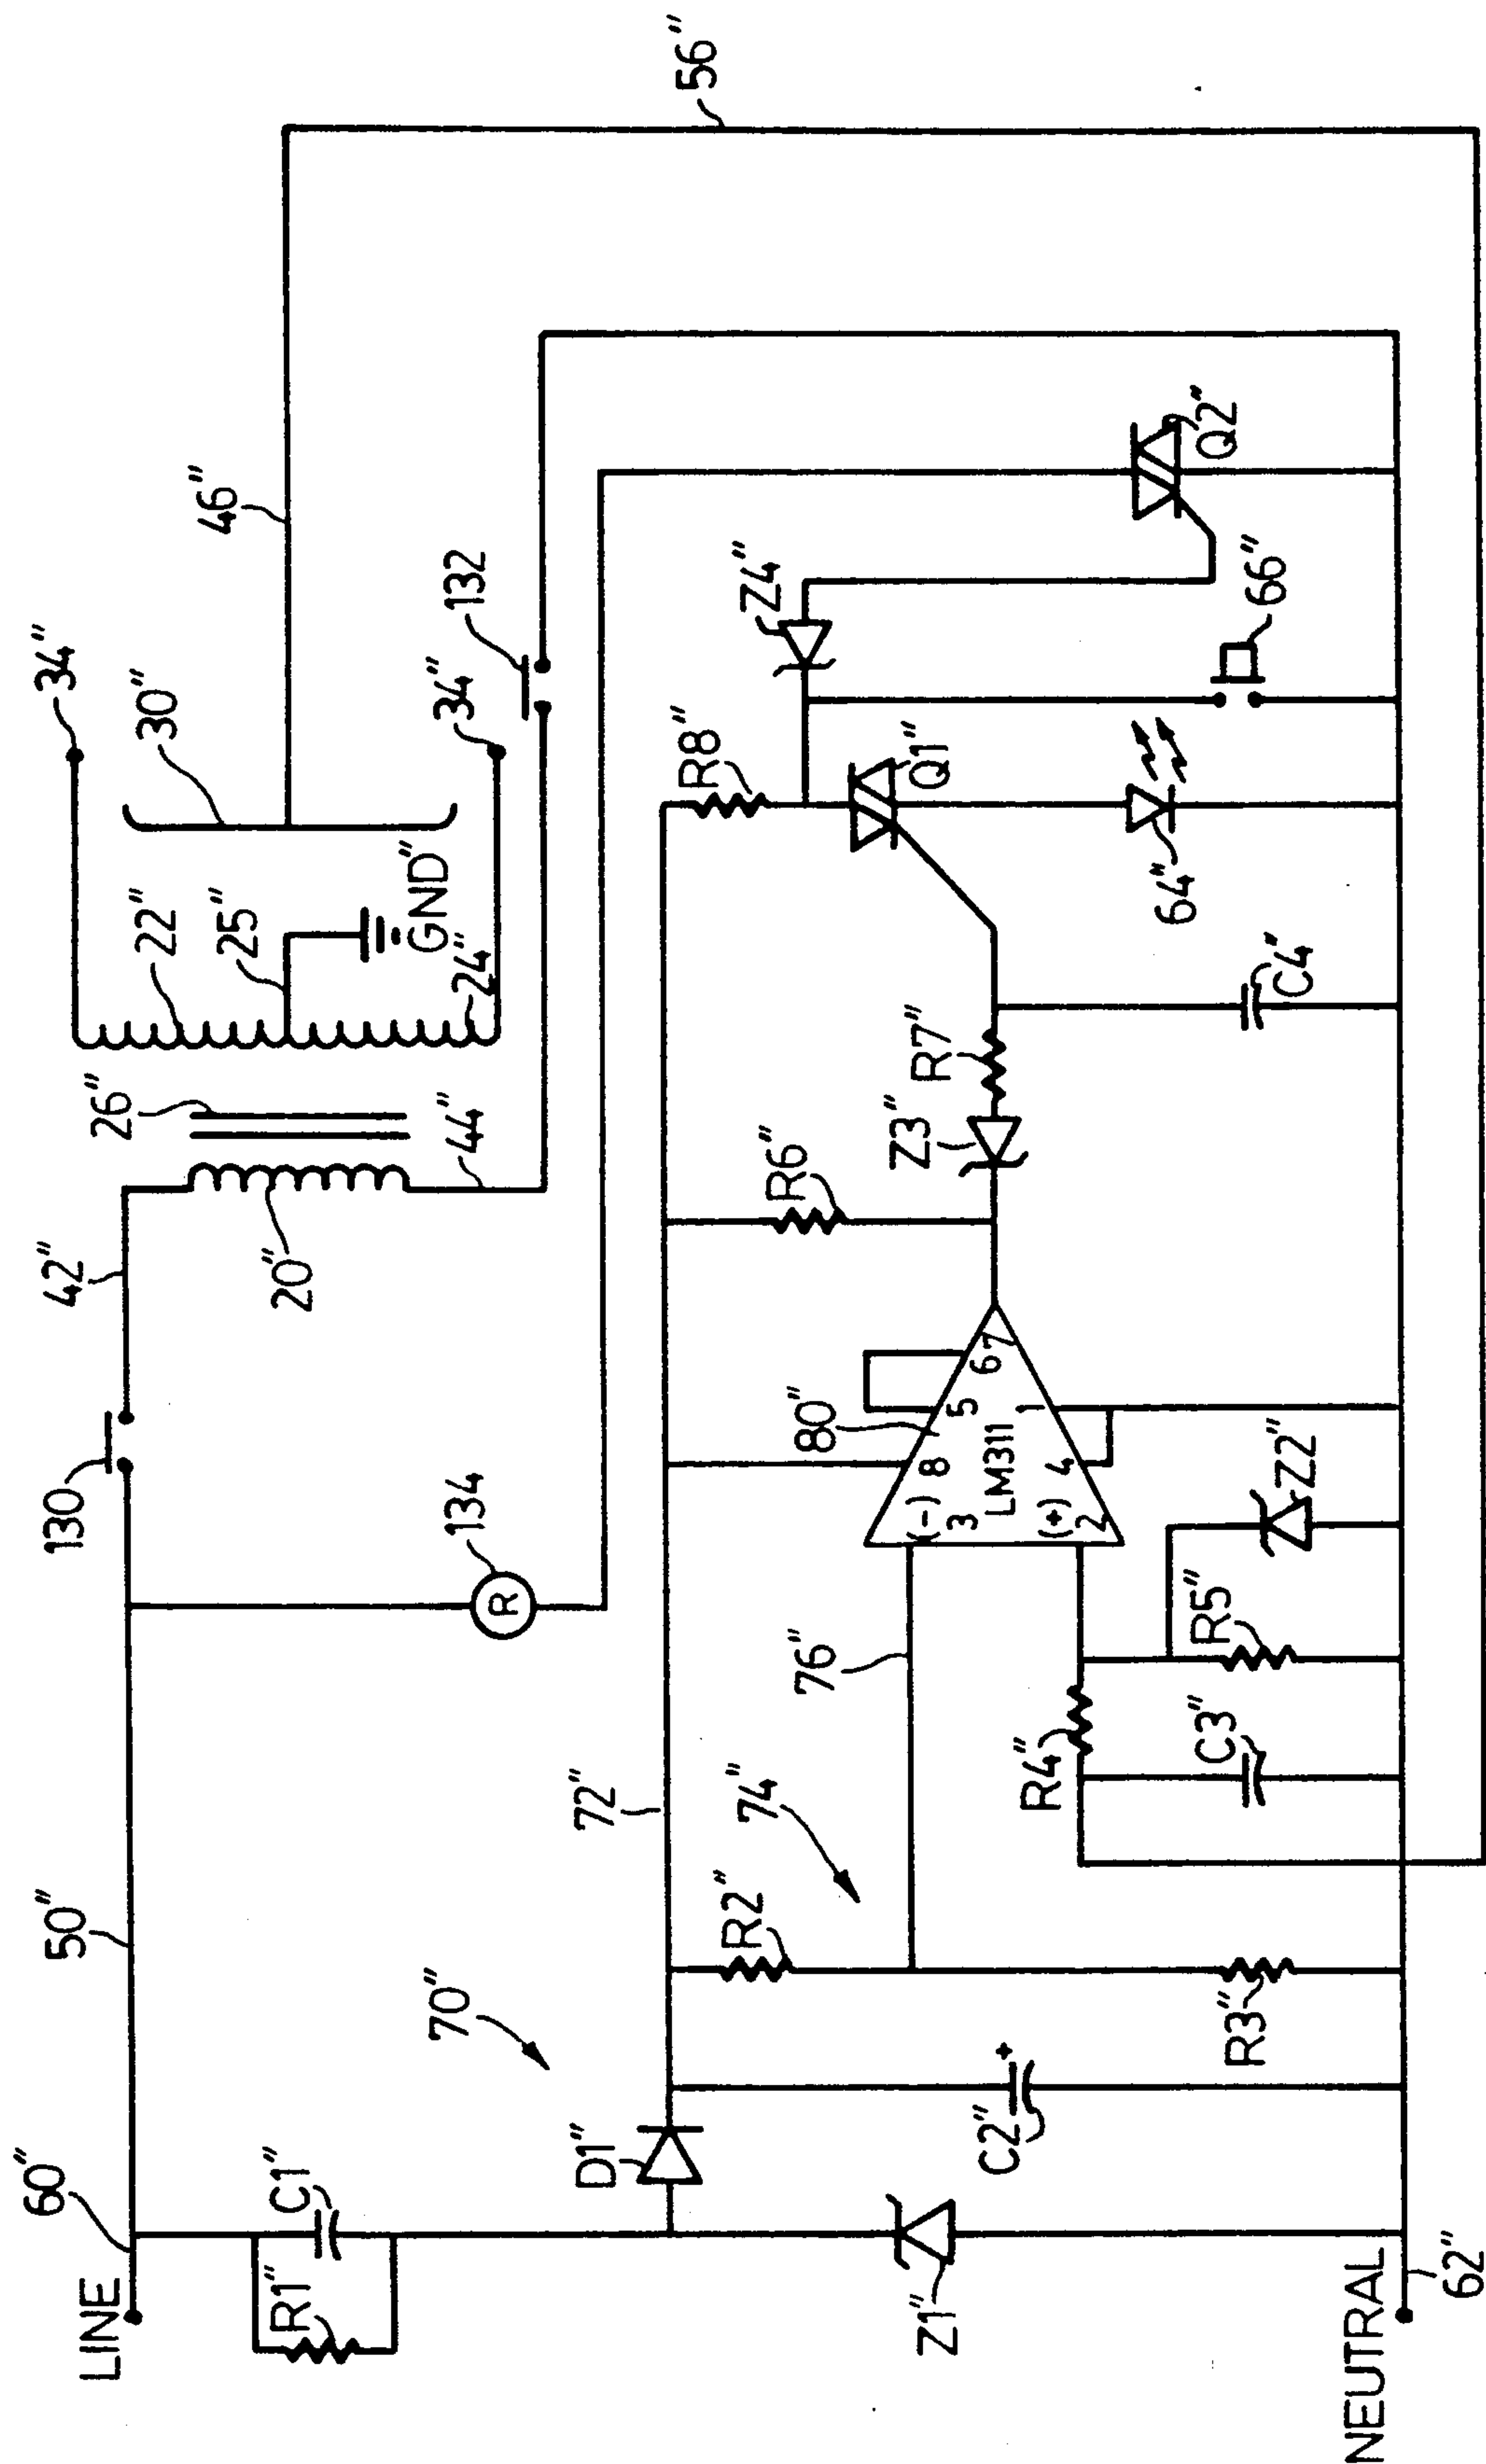 LINE
60"
50"
130
42"
20"
26"
44"
22"
25"
GND"
24"
34"
30"
34"
46"
132
56"
R1"
C1"
70"
D1"
134
R
72"
Z1"
C2"
+
R2"
74"
R3"
76"
80"
(-)
3
8
5
6
7
LM311
(+)
2
4
1
R4"
C3"
R5"
Z2"
R6"
Z3"
R7"
C4"
R8"
Q1"
64"
Z4"
66"
Q2"
NEUTRAL
62"